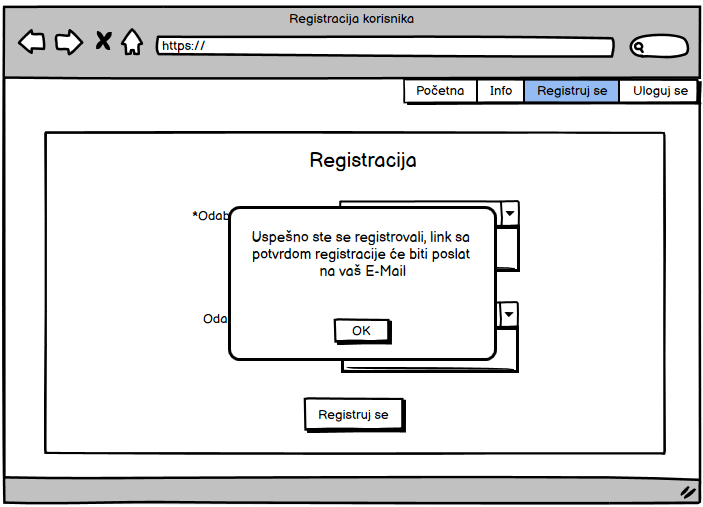 Registracija korisnika
https://
Početna Info Registruj se Uloguj se
Registracija
*Odab
Uspešno ste se registrovali, link sa
potvrdom registracije će biti poslat
na vaš E-Mail
OK
Oda
Registruj se